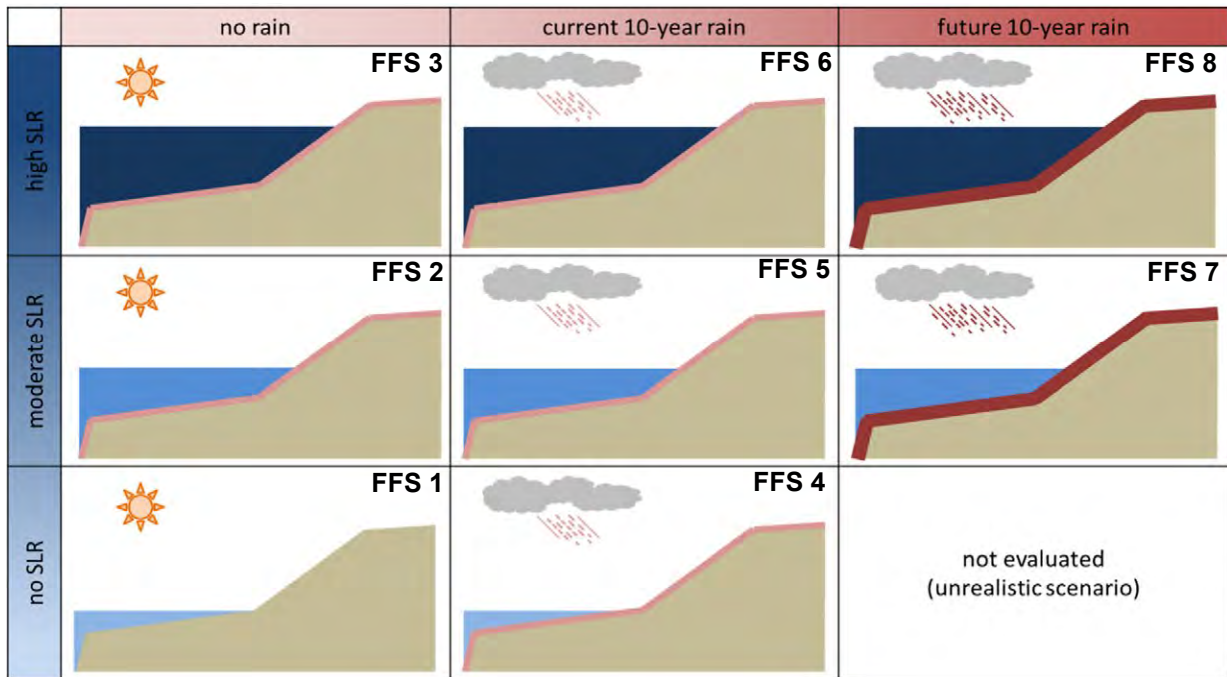 no rain
current 10-year rain
future 10-year rain
high SLR
FFS 3
FFS 6
FFS 8
moderate SLR
FFS 2
FFS 5
FFS 7
no SLR
FFS 1
FFS 4
not evaluated
(unrealistic scenario)